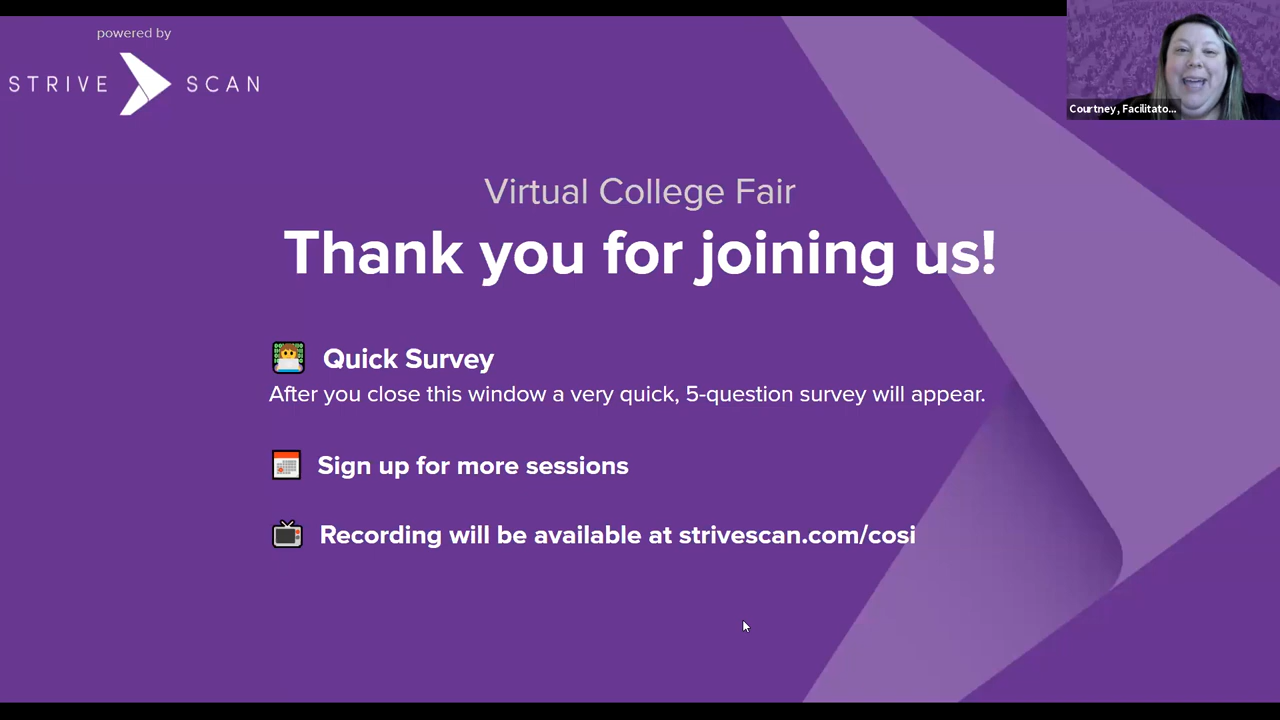 powered by
STRIVE SCAN
Courtney, Facilitato...
Virtual College Fair
Thank you for joining us!
Quick Survey
After you close this window a very quick, 5-question survey will appear.
Sign up for more sessions
Recording will be available at strivescan.com/cosi